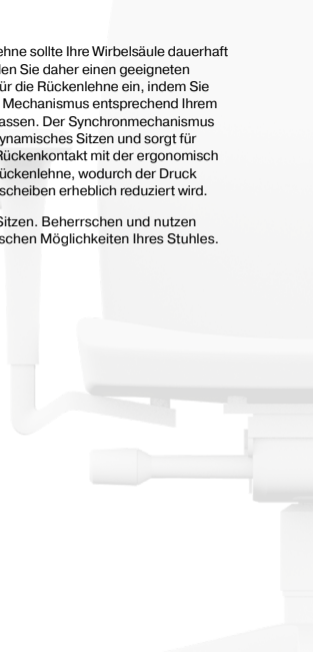 ehne sollte Ihre Wirbelsäule dauerhaft
len Sie daher einen geeigneten
ür die Rückenlehne ein, indem Sie
Mechanismus entsprechend Ihrem
assen. Der Synchronmechanismus
ynamisches Sitzen und sorgt für
Rückenkontakt mit der ergonomisch
ückenlehne, wodurch der Druck
scheiben erheblich reduziert wird.
Sitzen. Beherrschen und nutzen
schen Möglichkeiten Ihres Stuhles.